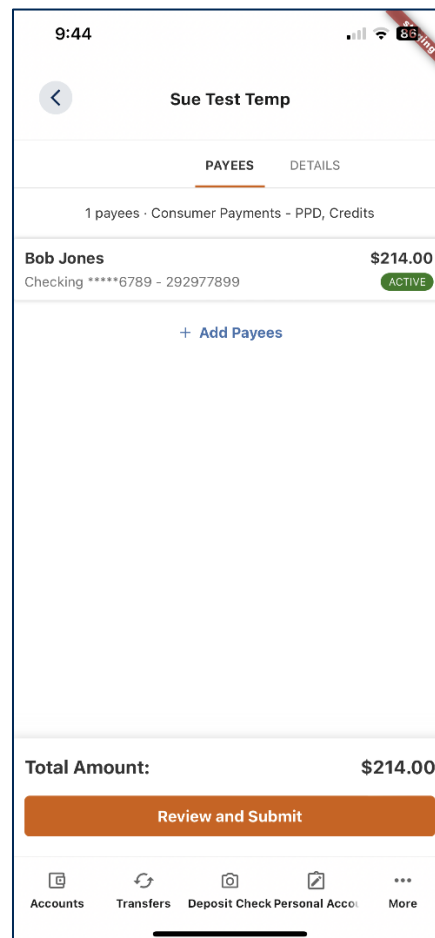 9:44
86
Sue Test Temp
PAYEES DETAILS
1 payees · Consumer Payments - PPD, Credits
Bob Jones $214.00
Checking *****6789 - 292977899 ACTIVE
+ Add Payees
Total Amount: $214.00
Review and Submit
Accounts Transfers Deposit Check Personal Acco More